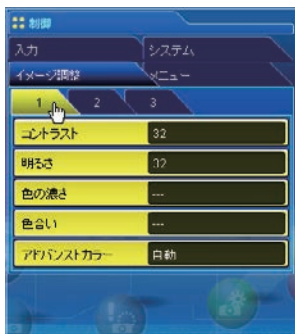 制御
入力 システム
イメージ調整 メニュー
1 2 3
コントラスト 32
明るさ 32
色の濃さ ---
色合い ---
アドバンストカラー 自動